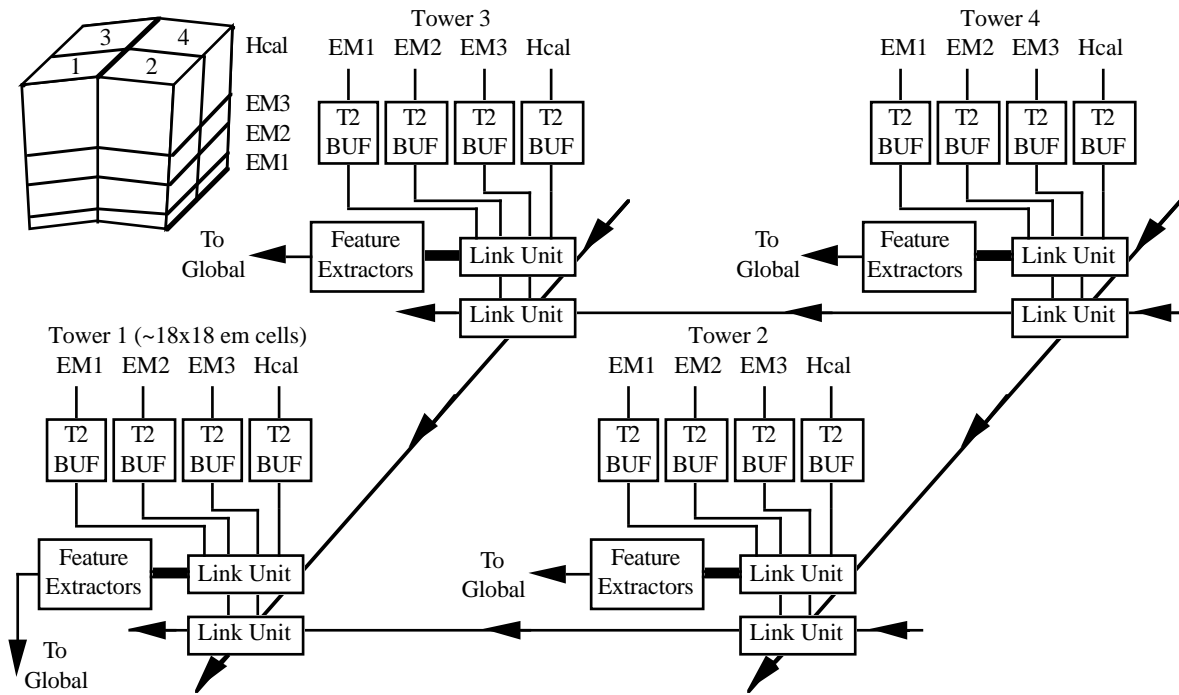 3
4
1
2
Hcal
EM3
EM2
EM1
Tower 3
EM1 EM2 EM3 Hcal
T2 BUF
T2 BUF
T2 BUF
T2 BUF
To Global
Feature Extractors
Link Unit
Link Unit
Tower 4
EM1 EM2 EM3 Hcal
T2 BUF
T2 BUF
T2 BUF
T2 BUF
To Global
Feature Extractors
Link Unit
Link Unit
Tower 1 (~18x18 em cells)
EM1 EM2 EM3 Hcal
T2 BUF
T2 BUF
T2 BUF
T2 BUF
Feature Extractors
Link Unit
Link Unit
To Global
Tower 2
EM1 EM2 EM3 Hcal
T2 BUF
T2 BUF
T2 BUF
T2 BUF
To Global
Feature Extractors
Link Unit
Link Unit